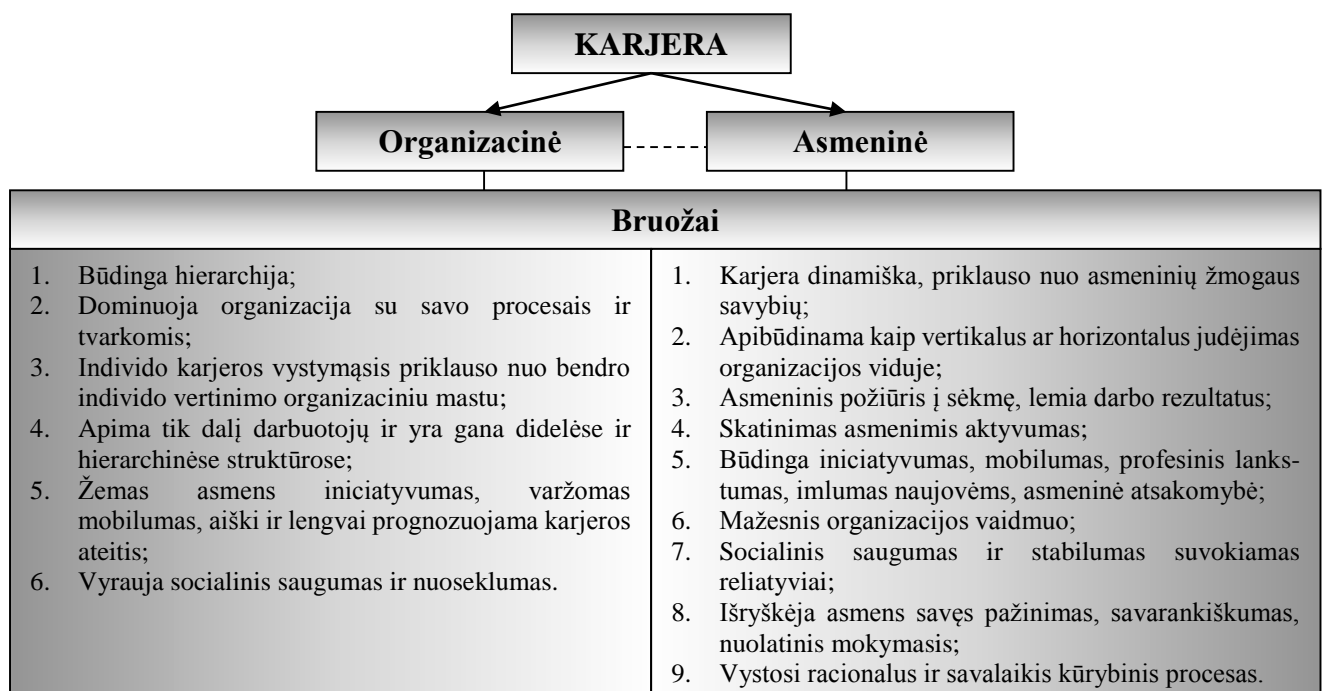 KARJERA
Organizacinė
Asmeninė
Bruožai
1. Būdinga hierarchija;
2. Dominuoja organizacija su savo procesais ir
tvarkomis;
3. Individo karjeros vystymąsis priklauso nuo bendro
individo vertinimo organizaciniu mastu;
4. Apima tik dalį darbuotojų ir yra gana didelėse ir
hierarchinėse struktūrose;
5. Žemas asmens iniciatyvumas, varžomas
mobilumas, aiški ir lengvai prognozuojama karjeros
ateitis;
6. Vyrauja socialinis saugumas ir nuoseklumas.
1. Karjera dinamiška, priklauso nuo asmeninių žmogaus
savybių;
2. Apibūdinama kaip vertikalus ar horizontalus judėjimas
organizacijos viduje;
3. Asmeninis požiūris į sėkmę, lemia darbo rezultatus;
4. Skatinimas asmenimis aktyvumas;
5. Būdinga iniciatyvumas, mobilumas, profesinis lanks-
tumas, imlumas naujovėms, asmeninė atsakomybė;
6. Mažesnis organizacijos vaidmuo;
7. Socialinis saugumas ir stabilumas suvokiamas
reliatyviai;
8. Išryškėja asmens savęs pažinimas, savarankiškumas,
nuolatinis mokymasis;
9. Vystosi racionalus ir savalaikis kūrybinis procesas.